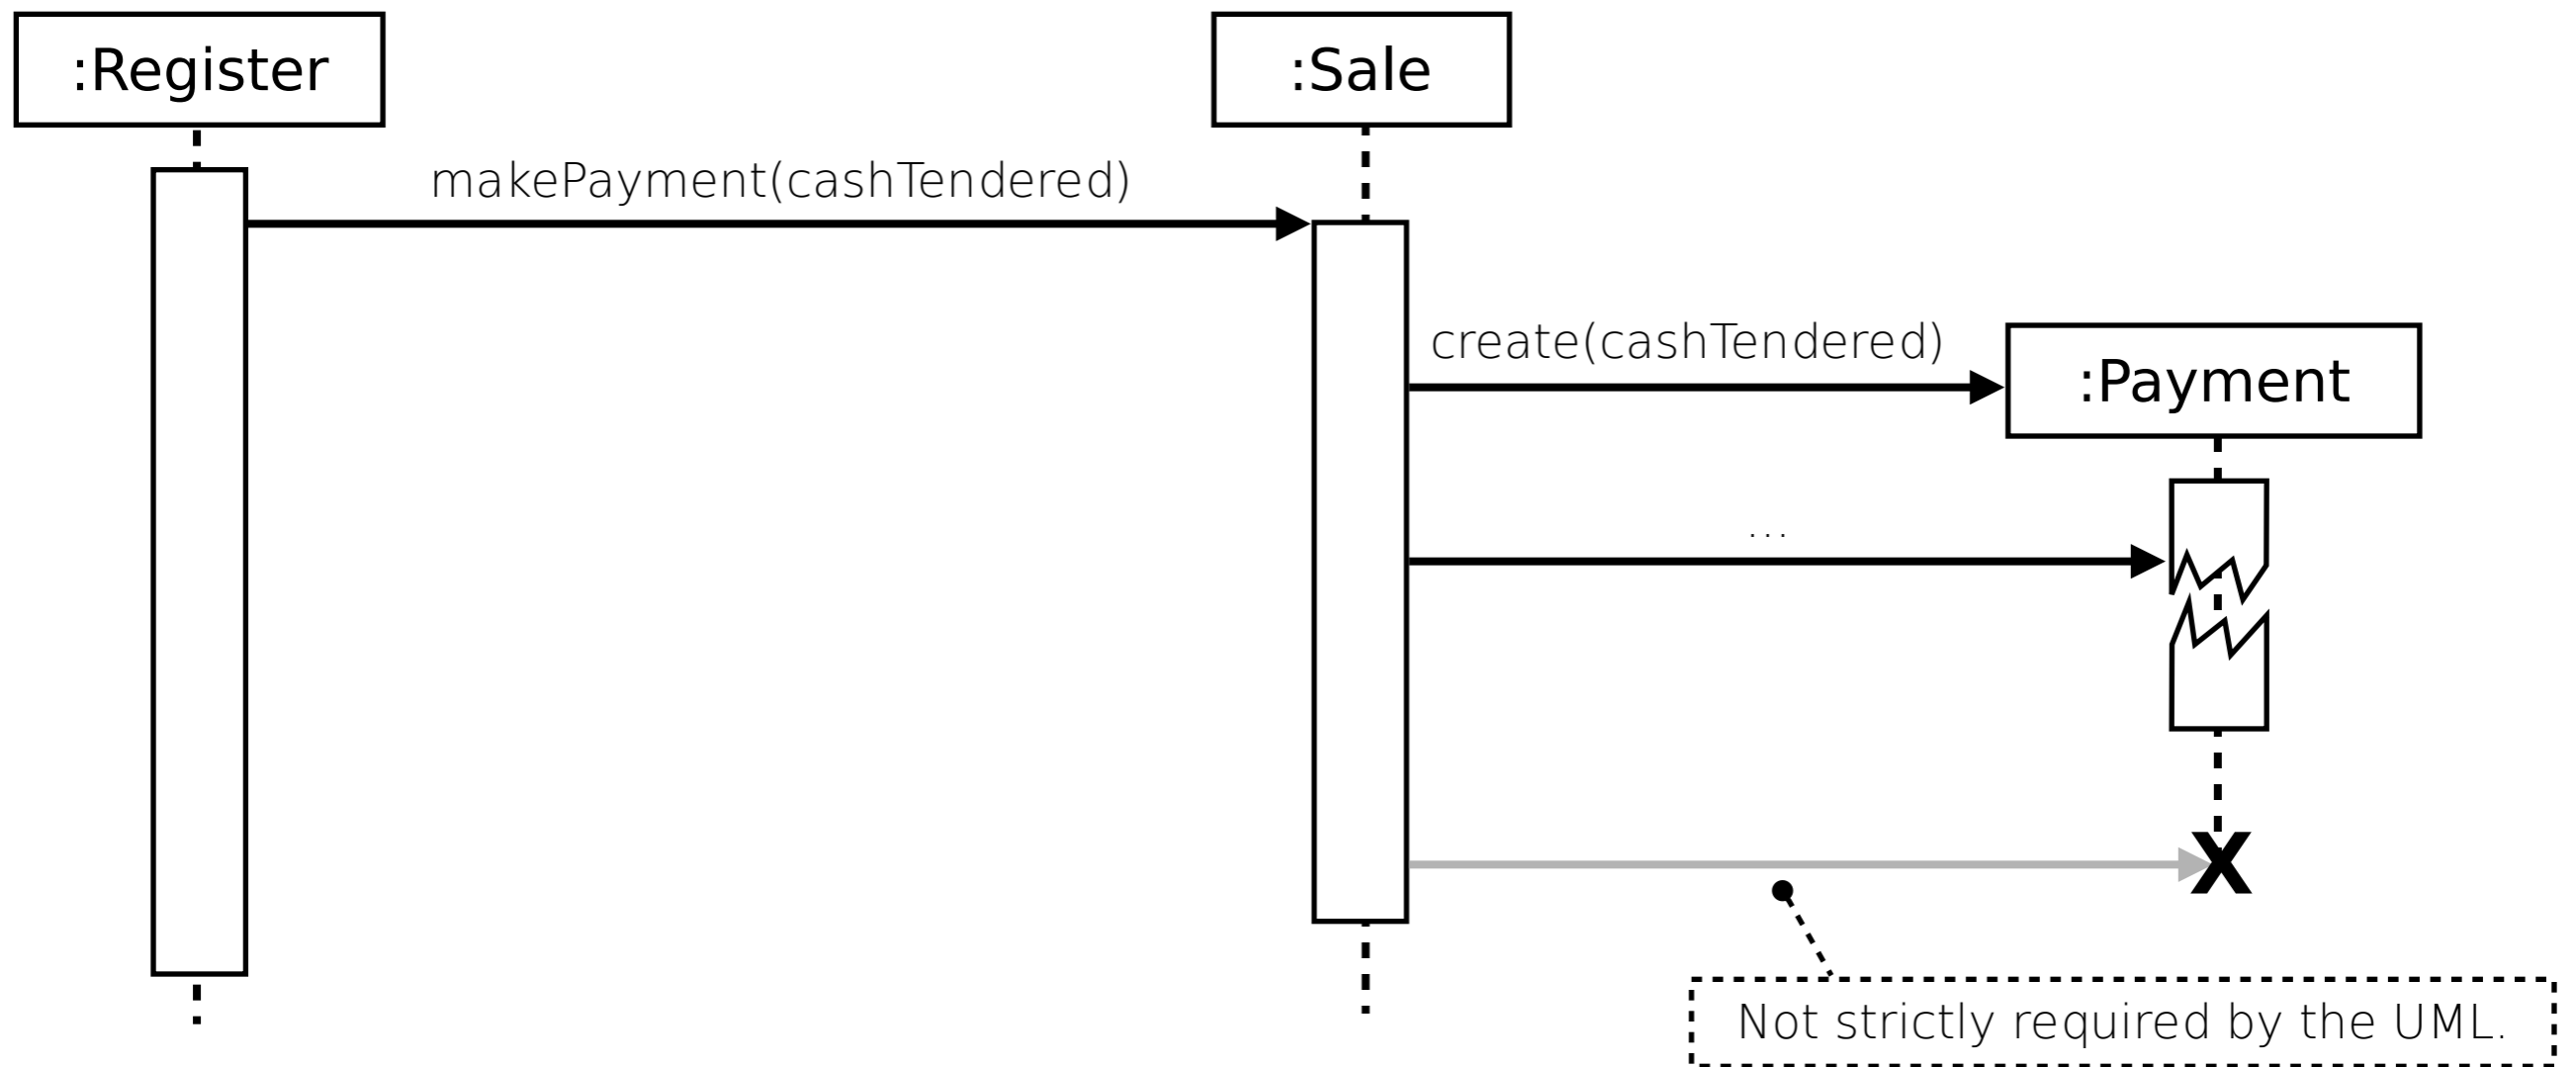 :Register
:Sale
makePayment(cashTendered)
create(cashTendered)
:Payment
...
X
Not strictly required by the UML.